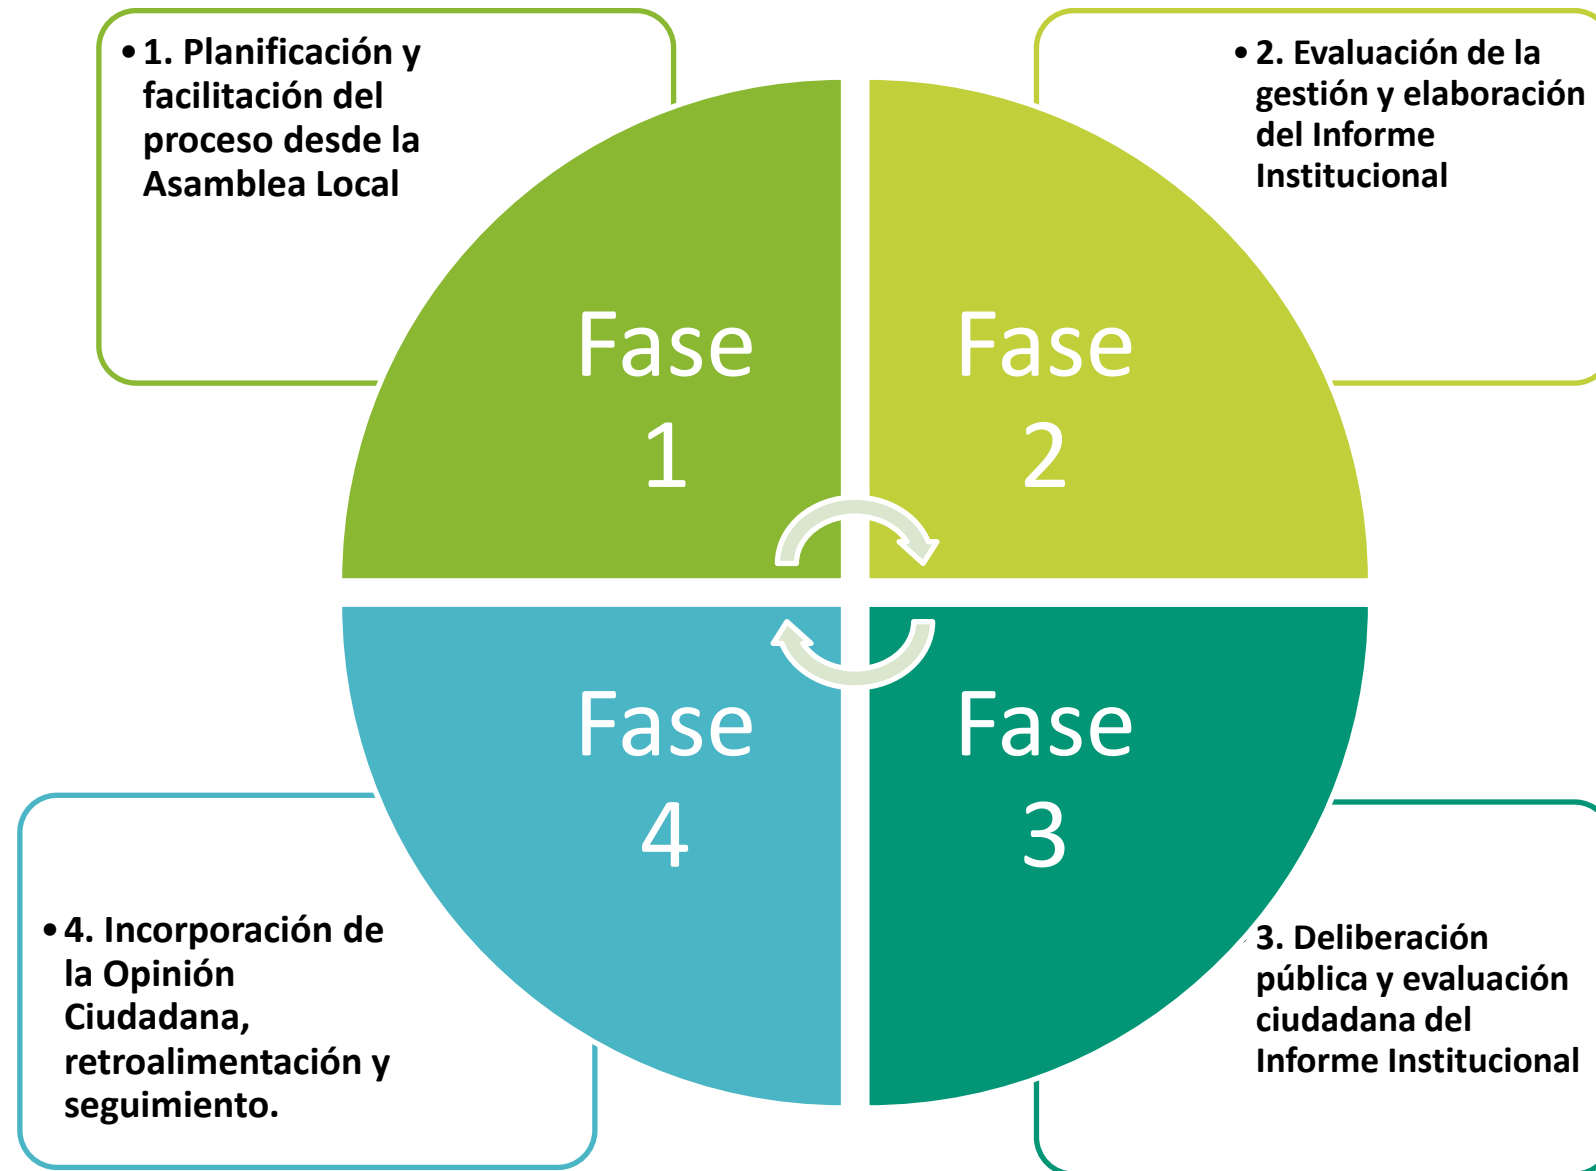 • 1. Planificación y
facilitación del
proceso desde la
Asamblea Local
• 2. Evaluación de la
gestión y elaboración
del Informe
Institucional
Fase
1
Fase
2
Fase
4
Fase
3
• 4. Incorporación de
la Opinión
Ciudadana,
retroalimentación y
seguimiento.
3. Deliberación
pública y evaluación
ciudadana del
Informe Institucional